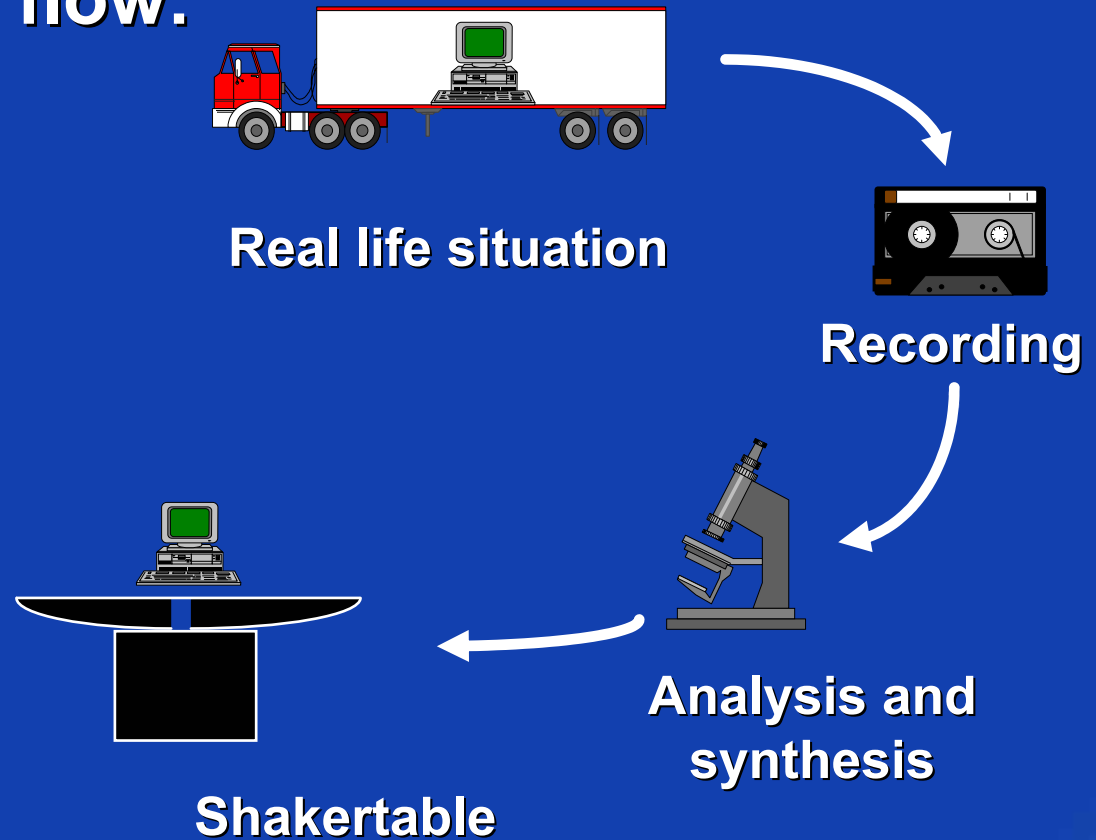 Real life situation
Recording
Analysis and
synthesis
Shakertable